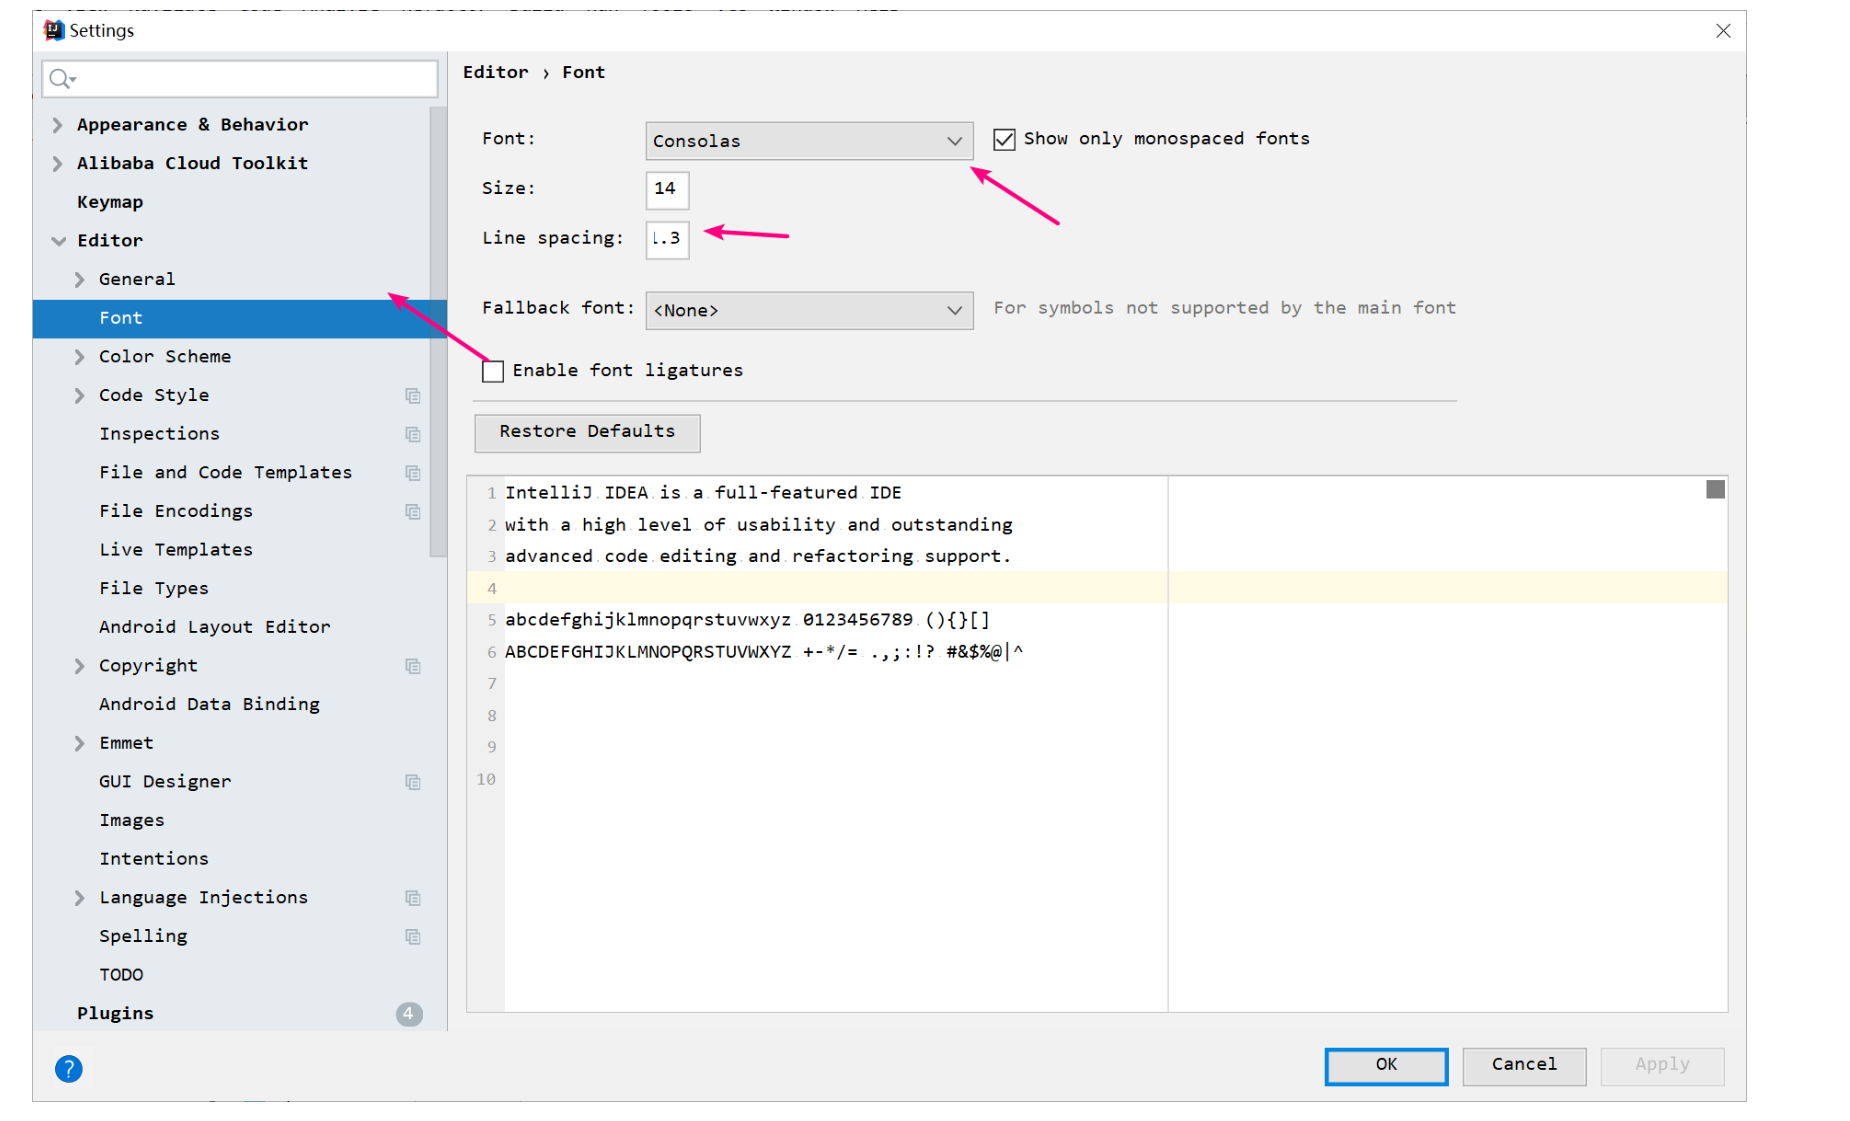 Settings
Appearance & Behavior
Alibaba Cloud Toolkit
Keymap
Editor
General
Font
Color Scheme
Code Style
Inspections
File and Code Templates
File Encodings
Live Templates
File Types
Android Layout Editor
Copyright
Android Data Binding
Emmet
GUI Designer
Images
Intentions
Language Injections
Spelling
TODO
Plugins 4
Editor › Font
Font: Consolas Show only monospaced fonts
Size: 14
Line spacing: 1.3
Fallback font: <None> For symbols not supported by the main font
Enable font ligatures
Restore Defaults
1 IntelliJ IDEA is a full-featured IDE
2 with a high level of usability and outstanding
3 advanced code editing and refactoring support.
4
5 abcdefghijklmnopqrstuvwxyz 0123456789 (){}[]
6 ABCDEFGHIJKLMNOPQRSTUVWXYZ +-*/= .,;:!? #&$%@|^
7
8
9
10
? OK Cancel Apply